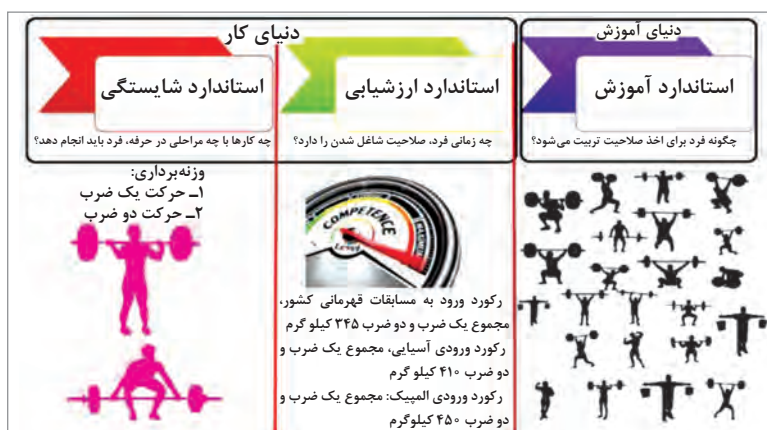 دنیای آموزش
استاندارد آموزش
چگونه فرد برای اخذ صلاحیت تربیت می‌شود؟
دنیای کار
استاندارد ارزشیابی
چه زمانی فرد، صلاحیت شاغل شدن را دارد؟
استاندارد شایستگی
چه کارها با چه مراحلی در حرفه، فرد باید انجام دهد؟
COMPETENCE
Level
رکورد ورود به مسابقات قهرمانی کشور،
مجموع یک ضرب و دو ضرب ۳۴۵ کیلو گرم
رکورد ورودی آسیایی، مجموع یک ضرب و
دو ضرب ۴۱۰ کیلو گرم
رکورد ورودی المپیک: مجموع یک ضرب و
دو ضرب ۴۵۰ کیلوگرم
وزنه‌برداری:
۱ـ حرکت یک ضرب
۲ـ حرکت دو ضرب